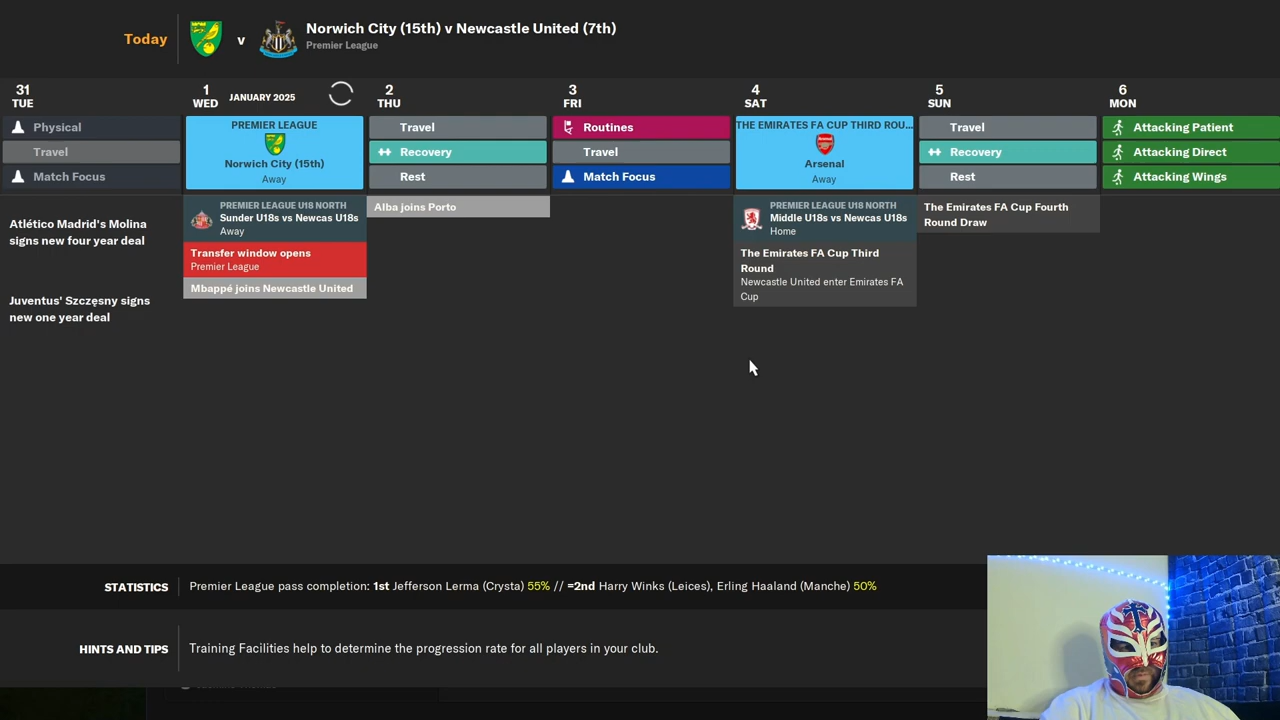 Today
v
Norwich City (15th) v Newcastle United (7th)
Premier League
31
TUE
1
WED
JANUARY 2025
2
THU
3
FRI
4
SAT
5
SUN
6
MON
Physical
Travel
Match Focus
PREMIER LEAGUE
Norwich City (15th)
Away
Travel
Recovery
Rest
Routines
Travel
Match Focus
THE EMIRATES FA CUP THIRD ROU...
Arsenal
Away
Travel
Recovery
Rest
Attacking Patient
Attacking Direct
Attacking Wings
Atlético Madrid's Molina
signs new four year deal
Juventus' Szczęsny signs
new one year deal
PREMIER LEAGUE U18 NORTH
Sunder U18s vs Newcas U18s
Away
Transfer window opens
Premier League
Mbappé joins Newcastle United
Alba joins Porto
PREMIER LEAGUE U18 NORTH
Middle U18s vs Newcas U18s
Home
The Emirates FA Cup Third
Round
Newcastle United enter Emirates FA
Cup
The Emirates FA Cup Fourth
Round Draw
STATISTICS
Premier League pass completion: 1st Jefferson Lerma (Crysta) 55% // =2nd Harry Winks (Leices), Erling Haaland (Manche) 50%
HINTS AND TIPS
Training Facilities help to determine the progression rate for all players in your club.